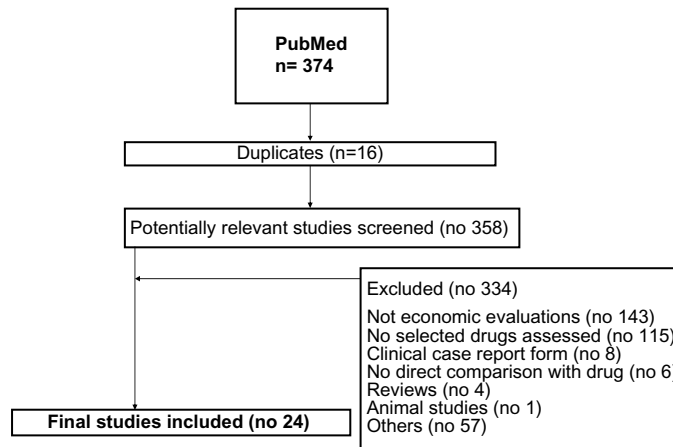 PubMed
n= 374
Duplicates (n=16)
Potentially relevant studies screened (no 358)
Excluded (no 334)
Not economic evaluations (no 143)
No selected drugs assessed (no 115)
Clinical case report form (no 8)
No direct comparison with drug (no 6)
Reviews (no 4)
Animal studies (no 1)
Others (no 57)
Final studies included (no 24)